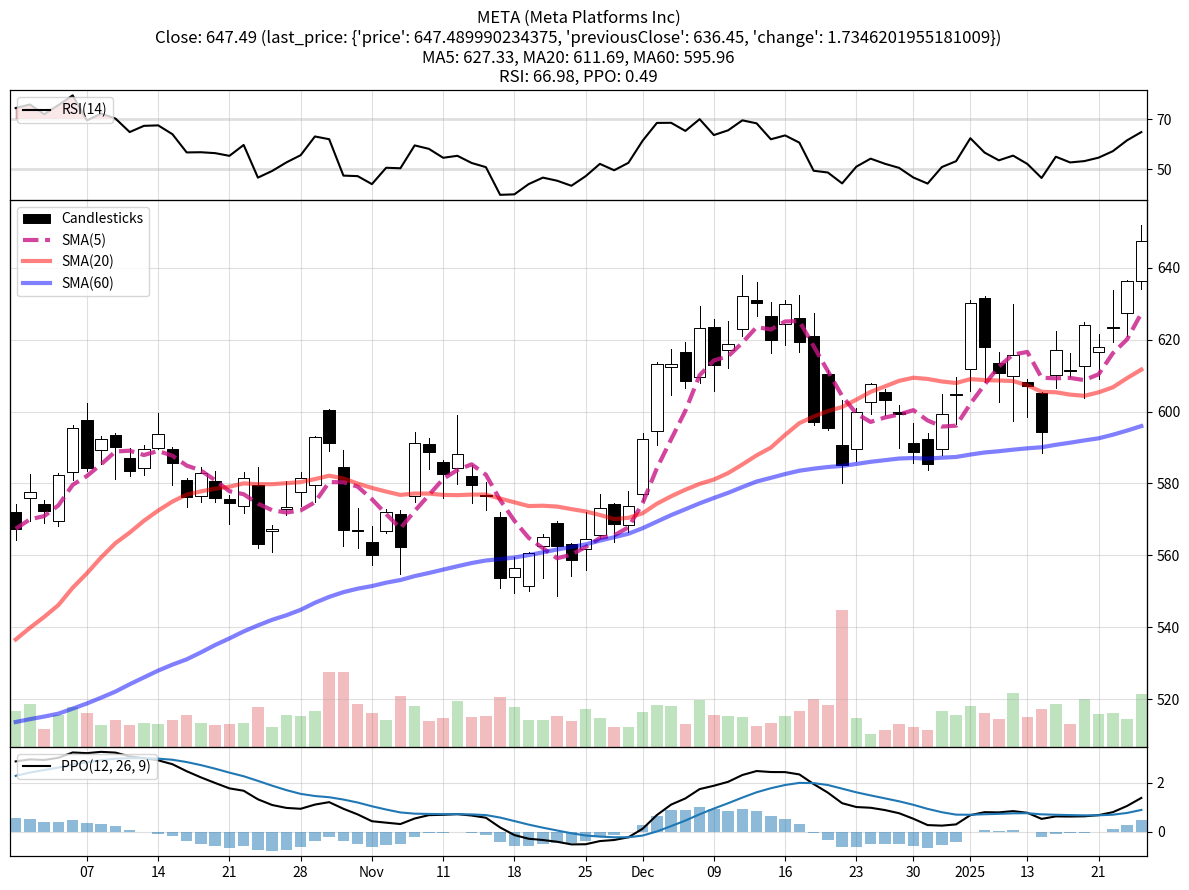 META (Meta Platforms Inc)
Close: 647.49 (last_price: {'price': 647.489990234375, 'previousClose': 636.45, 'change': 1.7346201955181009})
MA5: 627.33, MA20: 611.69, MA60: 595.96
RSI: 66.98, PPO: 0.49
RSI(14)
70
50
Candlesticks
SMA(5)
SMA(20)
SMA(60)
640
620
600
580
560
540
520
PPO(12, 26, 9)
2
0
07 14 21 28 Nov 11 18 25 Dec 09 16 23 30 2025 13 21